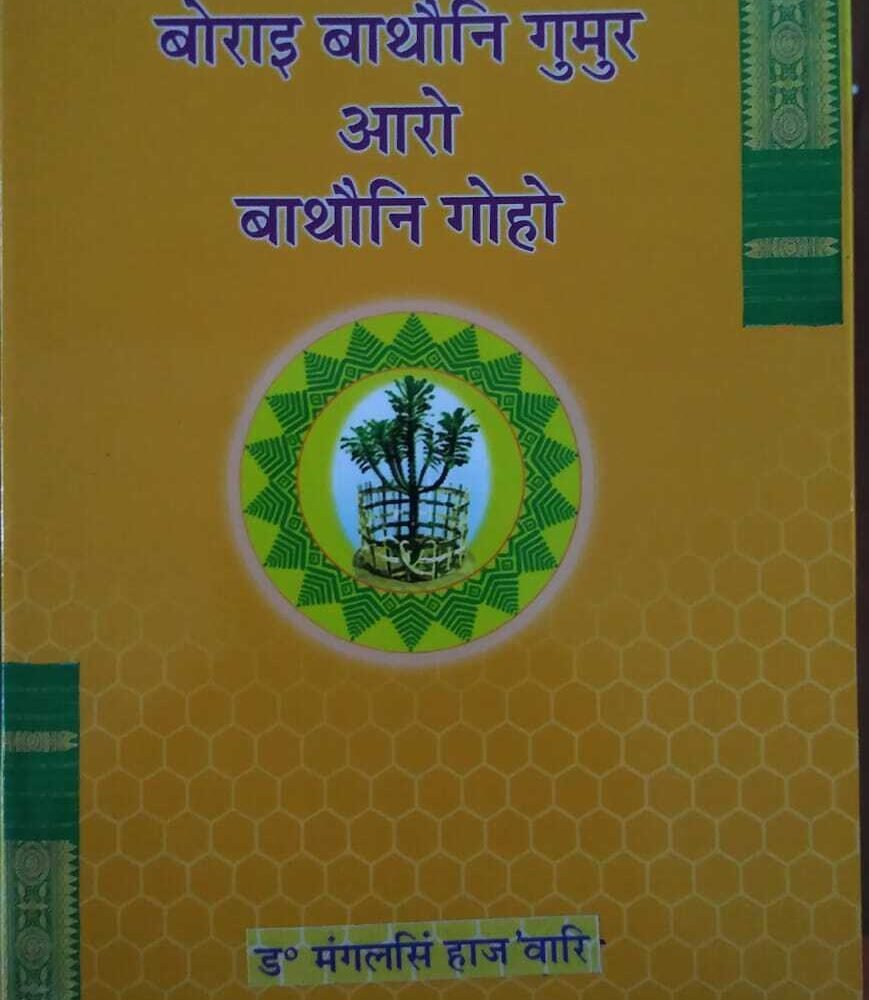 बोराइ बाथौनि गुमुर
आरो
बाथौनि गोहो
ड° मंगलसिं हाज'वारि